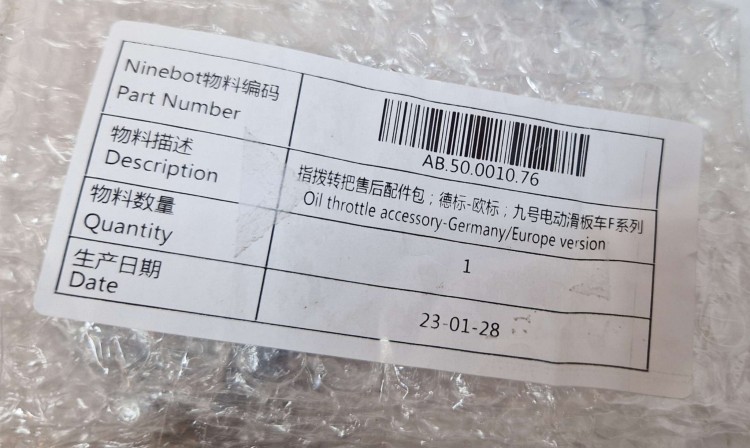 Ninebot物料编码
Part Number
AB.50.0010.76
物料描述
Description
指拨转把售后配件包；德标-欧标；九号电动滑板车F系列
Oil throttle accessory-Germany/Europe version
物料数量
Quantity
1
生产日期
Date
23-01-28